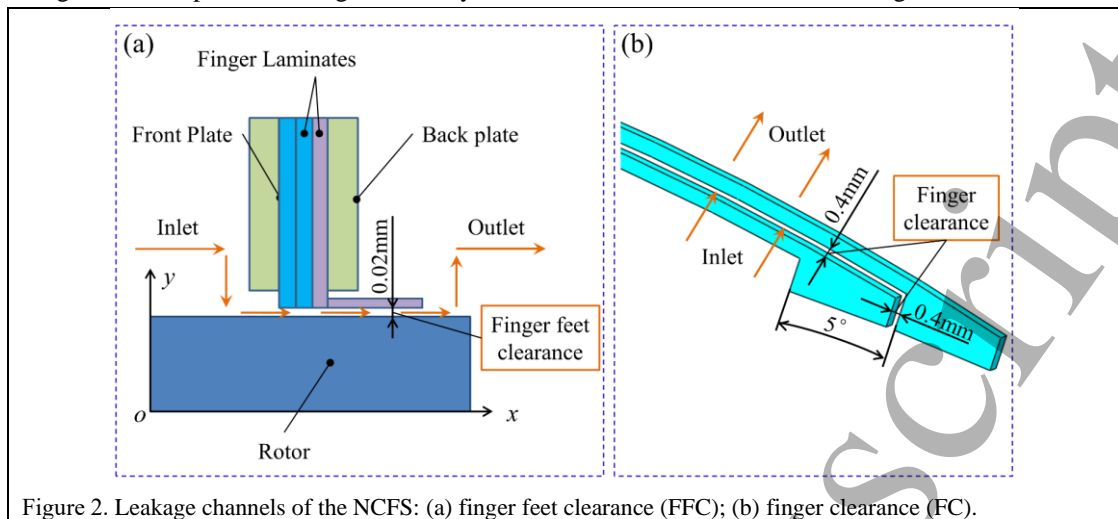 (a)
Finger Laminates
Front Plate
Back plate
Inlet
Outlet
0.02mm
y
Finger feet
clearance
o
x
Rotor
(b)
Outlet
0.4mm
Finger
clearance
Inlet
0.4mm
5°
script
Figure 2. Leakage channels of the NCFS: (a) finger feet clearance (FFC); (b) finger clearance (FC).